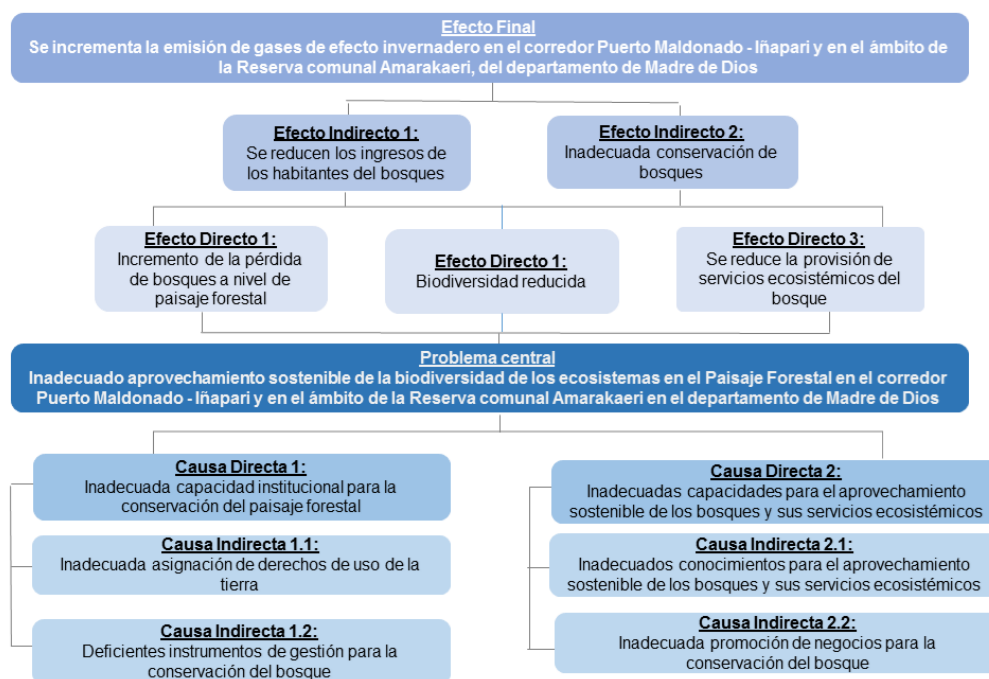 Efecto Final
Se incrementa la emisión de gases de efecto invernadero en el corredor Puerto Maldonado - Iñapari y en el ámbito de
la Reserva comunal Amarakaeri, del departamento de Madre de Dios
Efecto Indirecto 1:
Se reducen los ingresos de
los habitantes del bosques
Efecto Indirecto 2:
Inadecuada conservación de
bosques
Efecto Directo 1:
Incremento de la pérdida
de bosques a nivel de
paisaje forestal
Efecto Directo 1:
Biodiversidad reducida
Efecto Directo 3:
Se reduce la provisión de
servicios ecosistémicos del
bosque
Problema central
Inadecuado aprovechamiento sostenible de la biodiversidad de los ecosistemas en el Paisaje Forestal en el corredor
Puerto Maldonado - Iñapari y en el ámbito de la Reserva comunal Amarakaeri en el departamento de Madre de Dios
Causa Directa 1:
Inadecuada capacidad institucional para la
conservación del paisaje forestal
Causa Indirecta 1.1:
Inadecuada asignación de derechos de uso de la
tierra
Causa Indirecta 1.2:
Deficientes instrumentos de gestión para la
conservación del bosque
Causa Directa 2:
Inadecuadas capacidades para el aprovechamiento
sostenible de los bosques y sus servicios ecosistémicos
Causa Indirecta 2.1:
Inadecuados conocimientos para el aprovechamiento
sostenible de los bosques y sus servicios ecosistémicos
Causa Indirecta 2.2:
Inadecuada promoción de negocios para la
conservación del bosque